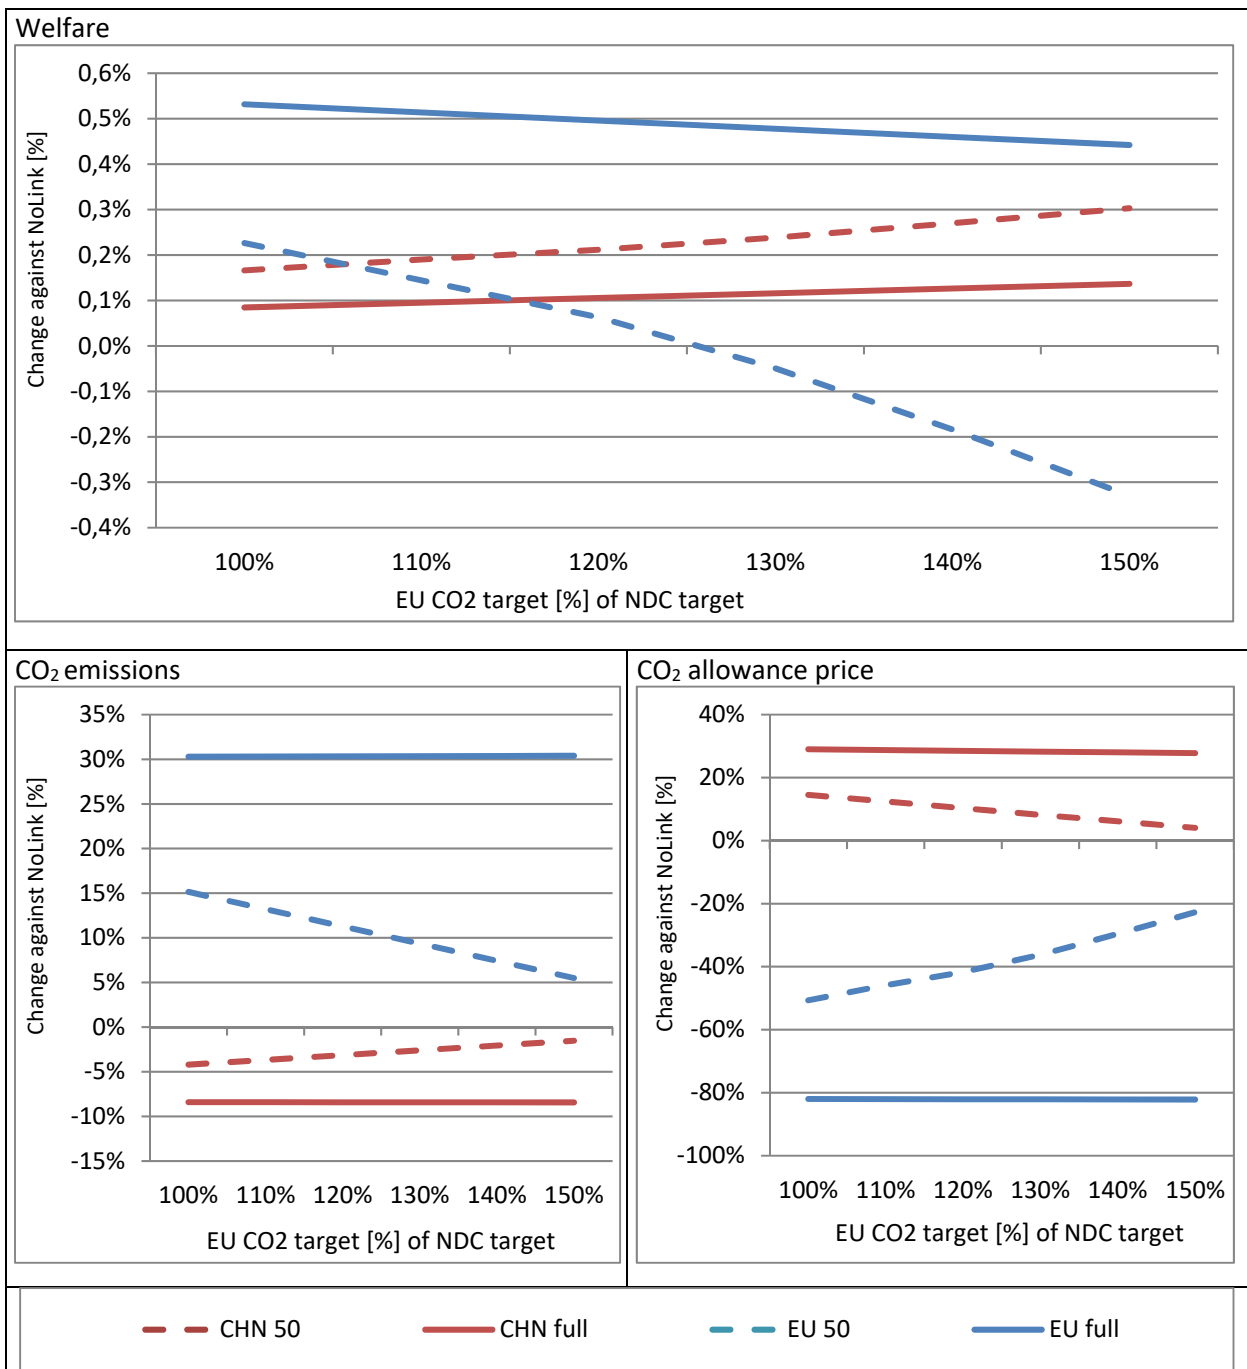 Welfare
Change against NoLink [%]
0,6%
0,5%
0,4%
0,3%
0,2%
0,1%
0,0%
-0,1%
-0,2%
-0,3%
-0,4%
100% 110% 120% 130% 140% 150%
EU CO2 target [%] of NDC target
CO₂ emissions
Change against NoLink [%]
35%
30%
25%
20%
15%
10%
5%
0%
-5%
-10%
-15%
100% 110% 120% 130% 140% 150%
EU CO2 target [%] of NDC target
CO₂ allowance price
Change against NoLink [%]
40%
20%
0%
-20%
-40%
-60%
-80%
-100%
100% 110% 120% 130% 140% 150%
EU CO2 target [%] of NDC target
CHN 50 CHN full EU 50 EU full